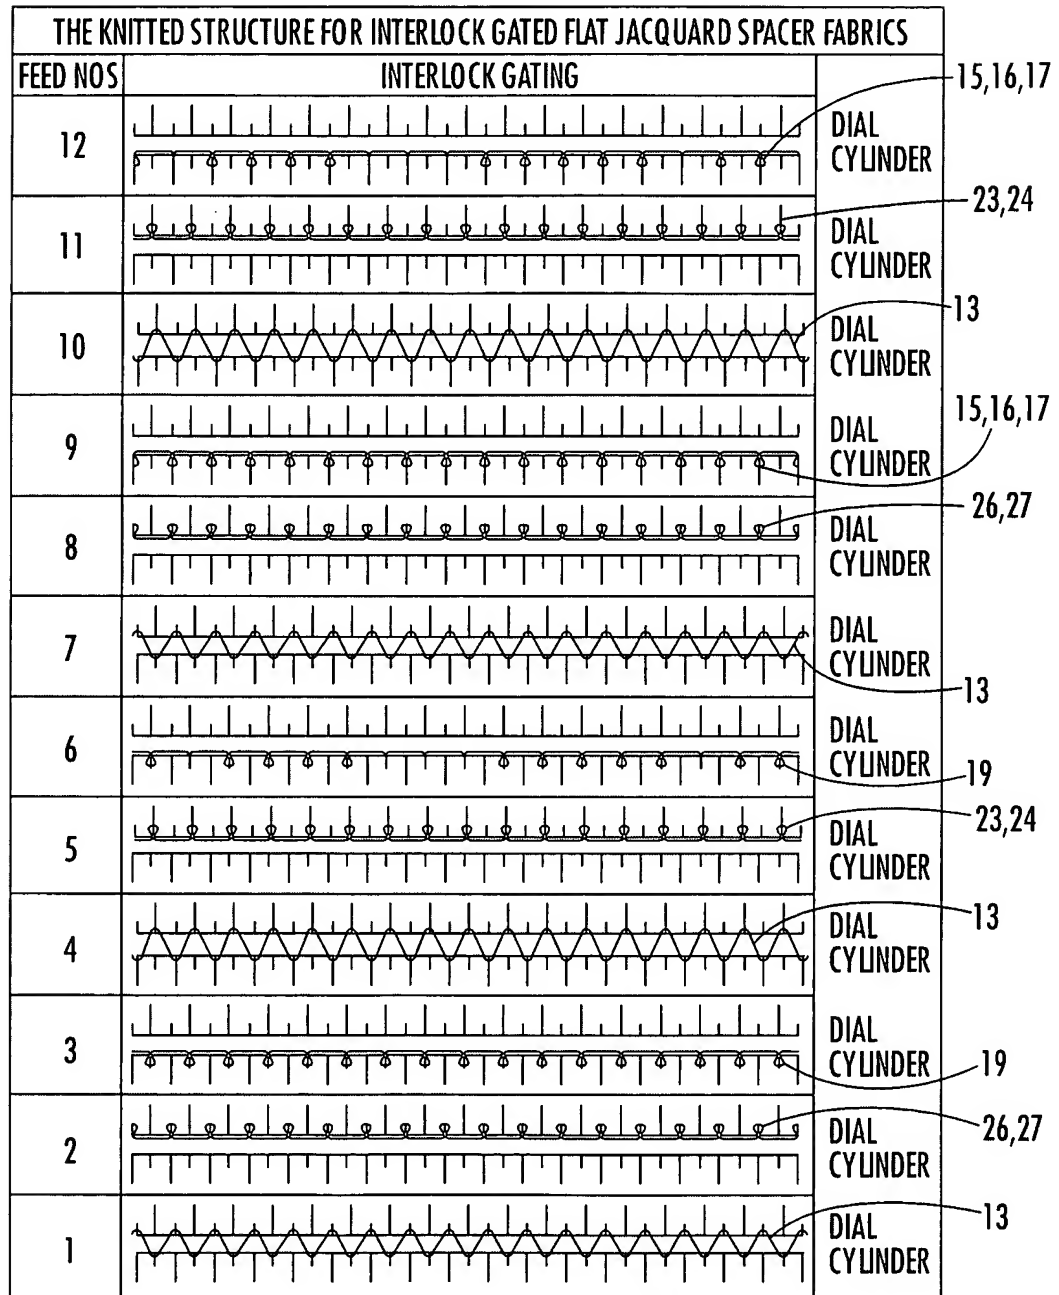 THE KNITTED STRUCTURE FOR INTERLOCK GATED FLAT JACQUARD SPACER FABRICS
FEED NOS INTERLOCK GATING
15,16,17
12 DIAL
CYLINDER
23,24
11 DIAL
CYLINDER
13
10 DIAL
CYLINDER
15,16,17
9 DIAL
CYLINDER
26,27
8 DIAL
CYLINDER
7 DIAL
CYLINDER
13
6 DIAL
CYLINDER
19
23,24
5 DIAL
CYLINDER
13
4 DIAL
CYLINDER
3 DIAL
CYLINDER
19
26,27
2 DIAL
CYLINDER
13
1 DIAL
CYLINDER